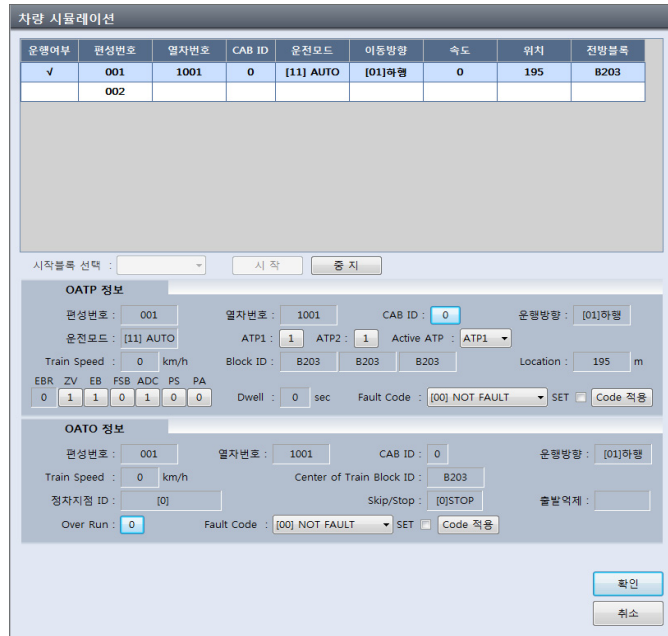 차량 시뮬레이션
운행여부 편성번호 열차번호 CAB ID 운전모드 이동방향 속도 위치 전방블록
√ 001 1001 0 [11] AUTO [01]하행 0 195 B203
002
시작블록 선택 : 시 작 중 지
OATP 정보
편성번호 : 001 열차번호 : 1001 CAB ID : 0 운행방향 : [01]하행
운전모드 : [11] AUTO ATP1 : 1 ATP2 : 1 Active ATP : ATP1
Train Speed : 0 km/h Block ID : B203 B203 B203 Location : 195 m
EBR ZV EB FSB ADC PS PA
0 1 1 0 1 0 0 Dwell : 0 sec Fault Code : [00] NOT FAULT SET Code 적용
OATO 정보
편성번호 : 001 열차번호 : 1001 CAB ID : 0 운행방향 : [01]하행
Train Speed : 0 km/h Center of Train Block ID : B203
정차지점 ID : [0] Skip/Stop : [0]STOP 출발억제 :
Over Run : 0 Fault Code : [00] NOT FAULT SET Code 적용
확인
취소